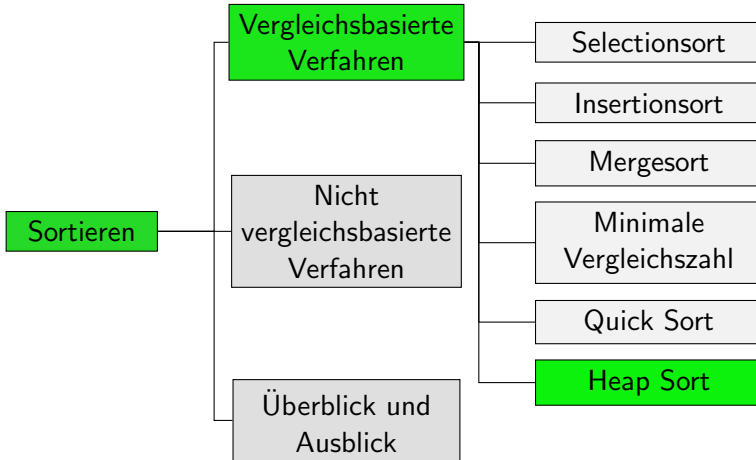 Sortieren
Vergleichsbasierte
Verfahren
Selectionsort
Insertionsort
Mergesort
Minimale
Vergleichszahl
Quick Sort
Heap Sort
Nicht
vergleichsbasierte
Verfahren
Überblick und
Ausblick